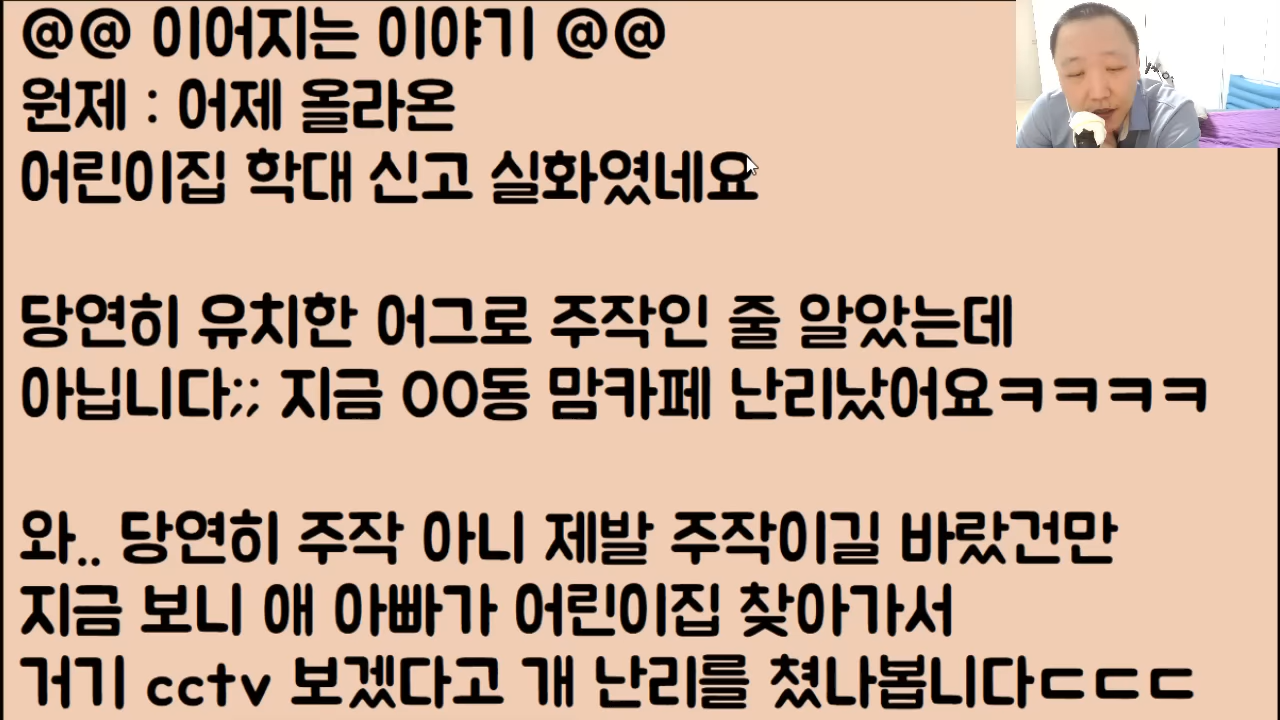 @@ 이어지는 이야기 @@
원제 : 어제 올라온
어린이집 학대 신고 실화였네요
당연히 유치한 어그로 주작인 줄 알았는데
아닙니다;; 지금 OO동 맘카페 난리났어요ㅋㅋㅋㅋ
와.. 당연히 주작 아니 제발 주작이길 바랐건만
지금 보니 애 아빠가 어린이집 찾아가서
거기 cctv 보겠다고 개 난리를 쳤나봅니다ㄷㄷㄷ